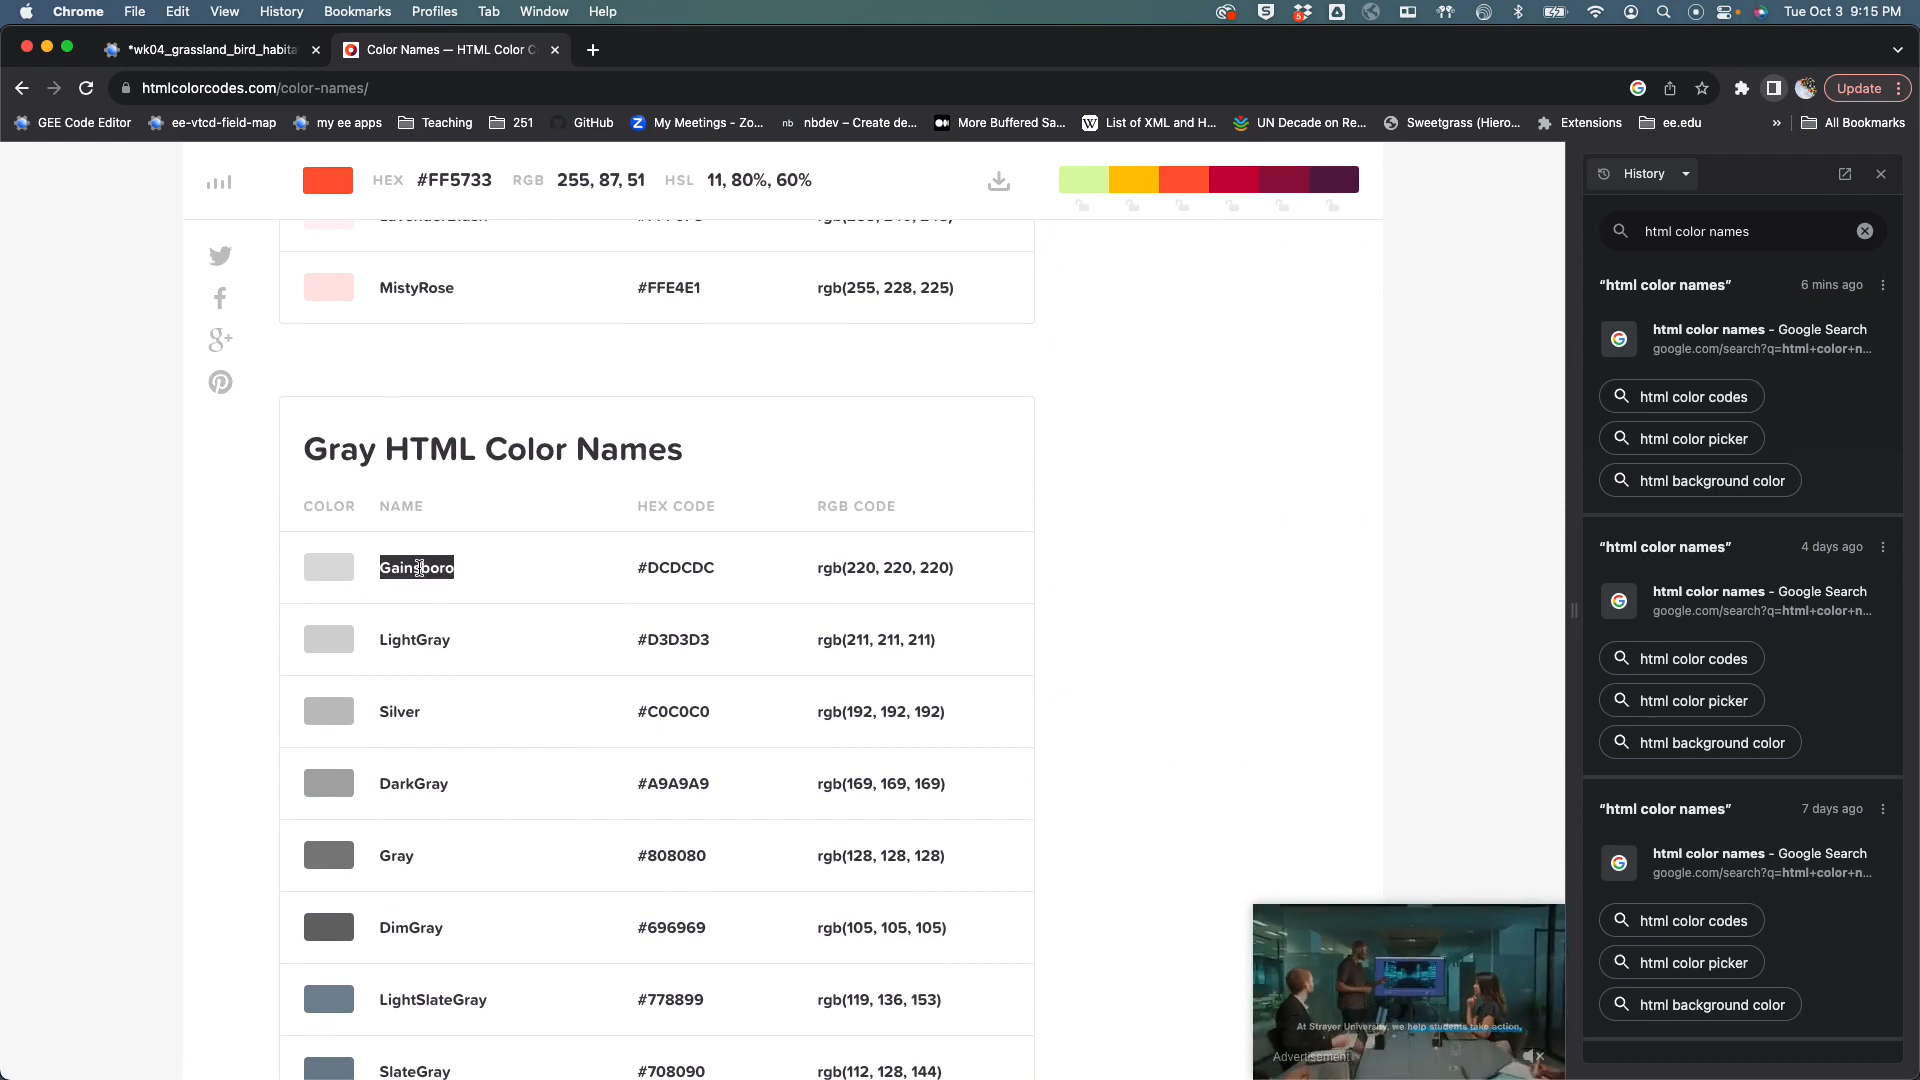 Chrome File Edit View History Bookmarks Profiles Tab Window Help
5
Tue Oct 3 9:15 PM
*wk04_grassland_bird_habita
Color Names — HTML Color C
htmlcolorcodes.com/color-names/
Update
GEE Code Editor
ee-vtcd-field-map
my ee apps
Teaching
251
GitHub
Z My Meetings - Zo...
nb nbdev – Create de...
More Buffered Sa...
W List of XML and H...
UN Decade on Re...
Sweetgrass (Hiero...
Extensions
ee.edu
»
All Bookmarks
HEX #FF5733 RGB 255, 87, 51 HSL 11, 80%, 60%
MistyRose #FFE4E1 rgb(255, 228, 225)
Gray HTML Color Names
COLOR NAME HEX CODE RGB CODE
Gainsboro #DCDCDC rgb(220, 220, 220)
LightGray #D3D3D3 rgb(211, 211, 211)
Silver #C0C0C0 rgb(192, 192, 192)
DarkGray #A9A9A9 rgb(169, 169, 169)
Gray #808080 rgb(128, 128, 128)
DimGray #696969 rgb(105, 105, 105)
LightSlateGray #778899 rgb(119, 136, 153)
SlateGray #708090 rgb(112, 128, 144)
At Strayer University, we help students take action,
Advertisement
History
html color names
“html color names” 6 mins ago
html color names - Google Search
google.com/search?q=html+color+n...
html color codes
html color picker
html background color
“html color names” 4 days ago
html color names - Google Search
google.com/search?q=html+color+n...
html color codes
html color picker
html background color
“html color names” 7 days ago
html color names - Google Search
google.com/search?q=html+color+n...
html color codes
html color picker
html background color